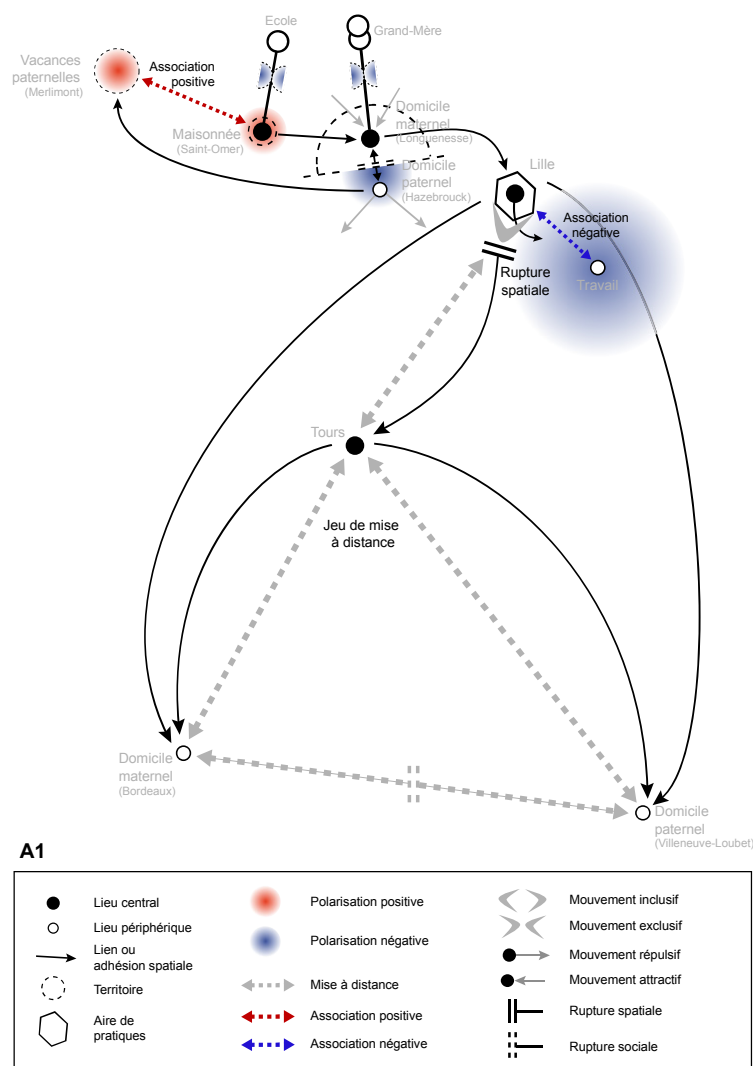 Ecole
Grand-Mère
Vacances
paternelles
(Merlimont)
Association
positive
Maisonnée
(Saint-Omer)
Domicile
maternel
(Longuenesse)
Domicile
paternel
(Hazebrouck)
Lille
Association
négative
Travail
Rupture
spatiale
Tours
Jeu de mise
à distance
Domicile
maternel
(Bordeaux)
Domicile
paternel
(Villeneuve-Loubet)
A1
Lieu central
Lieu périphérique
Lien ou
adhésion spatiale
Territoire
Aire de
pratiques
Polarisation positive
Polarisation négative
Mise à distance
Association positive
Association négative
Mouvement inclusif
Mouvement exclusif
Mouvement répulsif
Mouvement attractif
Rupture spatiale
Rupture sociale